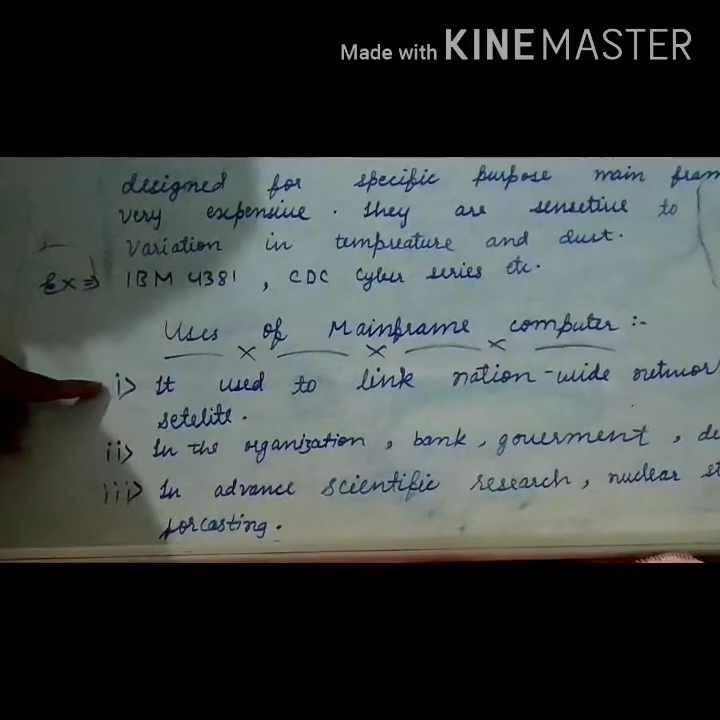 Made with KINEMASTER
designed for specific purpose main fram
very expensive . they are sensetive to
variation in tempreature and dust.
Ex⇒ IBM 4381 , CDC Cyber series etc.
Uses of Mainframe computer :-
i> It used to link nation-wide networ
setelite .
ii> In the organization , bank , gouverment , de
iii> In advance scientific research , nuclear st
forcasting .